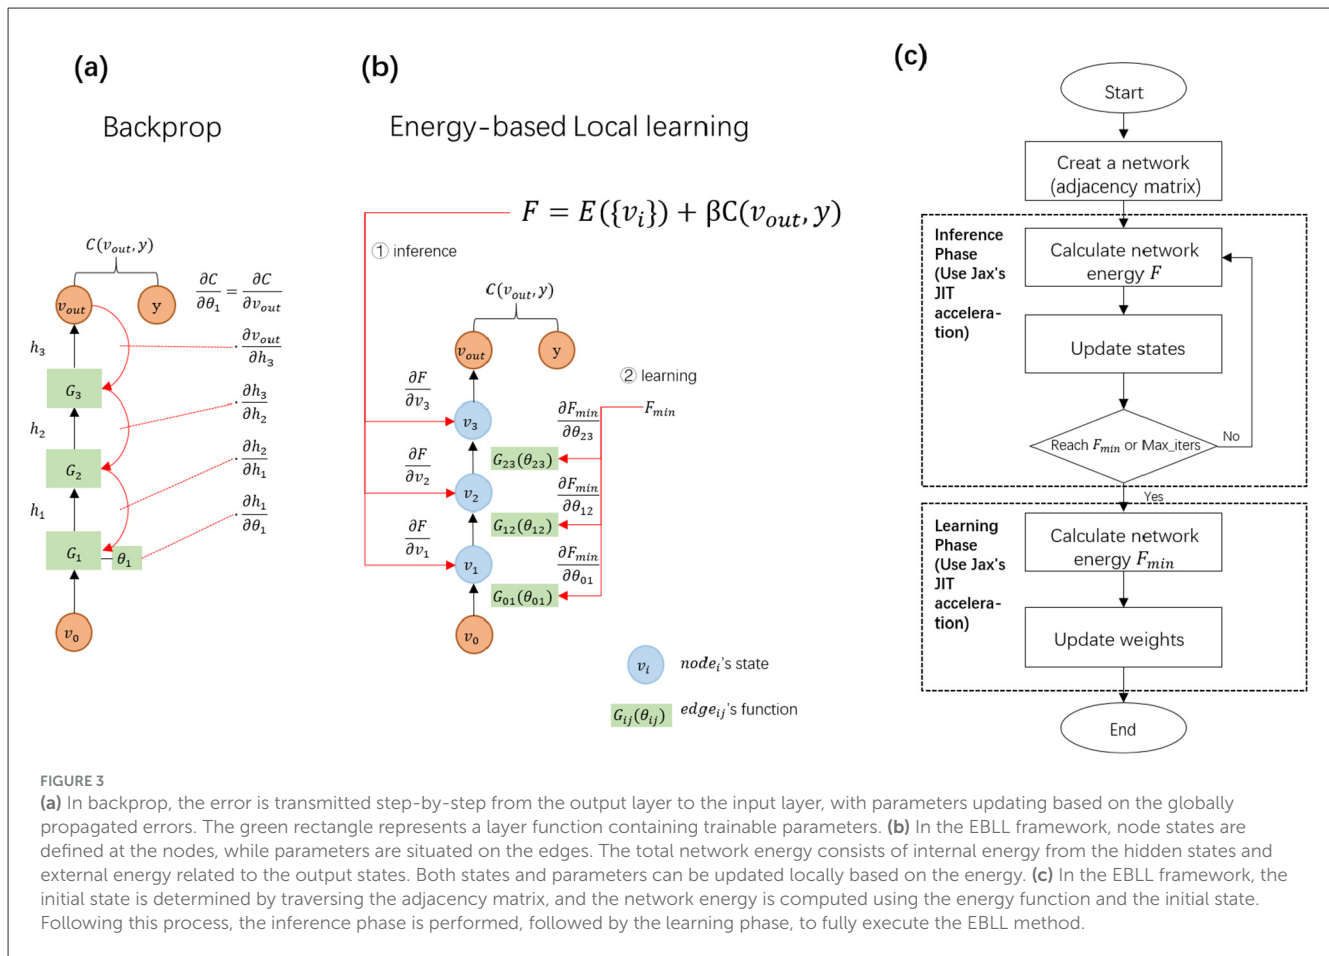 (a)
Backprop
C(v_out, y)
v_out
y
∂C/∂θ₁ = ∂C/∂v_out
h₃
· ∂v_out/∂h₃
G₃
· ∂h₃/∂h₂
h₂
G₂
· ∂h₂/∂h₁
h₁
· ∂h₁/∂θ₁
G₁
θ₁
v₀
(b)
Energy-based Local learning
F = E({v_i}) + βC(v_out, y)
① inference
C(v_out, y)
v_out
y
② learning
∂F/∂v₃
F_min
v₃
∂F_min/∂θ₂₃
G₂₃(θ₂₃)
∂F/∂v₂
v₂
∂F_min/∂θ₁₂
G₁₂(θ₁₂)
∂F/∂v₁
v₁
∂F_min/∂θ₀₁
G₀₁(θ₀₁)
v₀
v_i
node_i's state
G_ij(θ_ij)
edge_ij's function
(c)
Start
Creat a network
(adjacency matrix)
Inference
Phase
(Use Jax's
JIT
accelera-
tion)
Calculate network
energy F
Update states
Reach F_min or Max_iters
No
Yes
Learning
Phase
(Use Jax's
JIT
accelera-
tion)
Calculate network
energy F_min
Update weights
End
FIGURE 3
(a) In backprop, the error is transmitted step-by-step from the output layer to the input layer, with parameters updating based on the globally
propagated errors. The green rectangle represents a layer function containing trainable parameters. (b) In the EBLL framework, node states are
defined at the nodes, while parameters are situated on the edges. The total network energy consists of internal energy from the hidden states and
external energy related to the output states. Both states and parameters can be updated locally based on the energy. (c) In the EBLL framework, the
initial state is determined by traversing the adjacency matrix, and the network energy is computed using the energy function and the initial state.
Following this process, the inference phase is performed, followed by the learning phase, to fully execute the EBLL method.